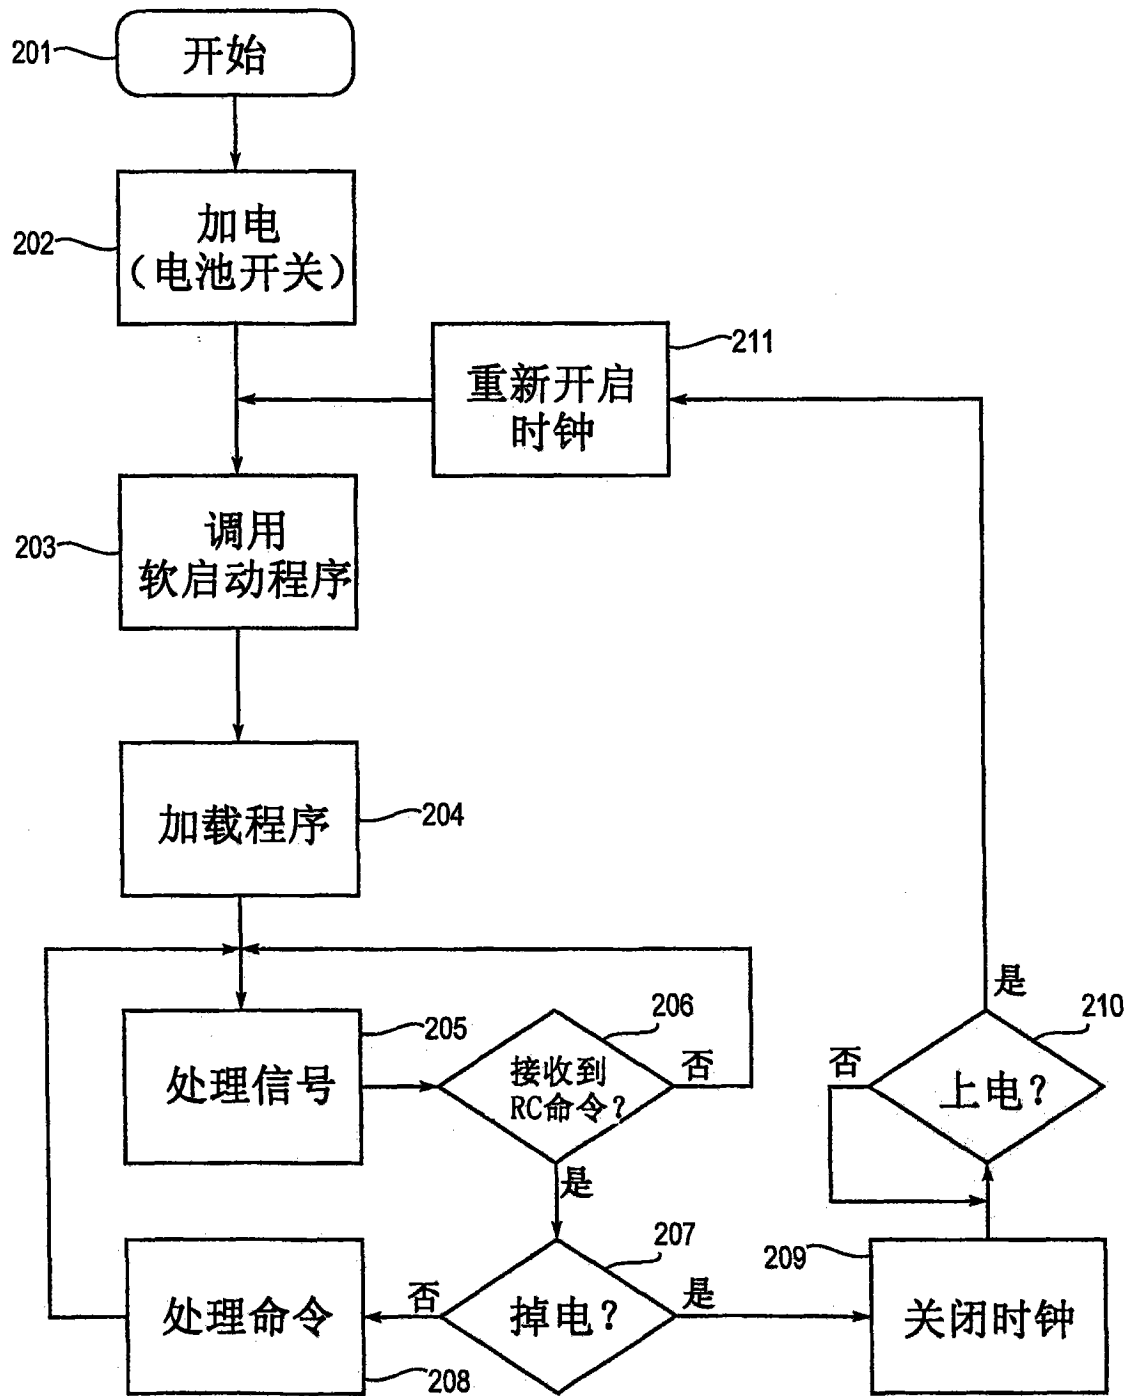 201
开始
202
加电
（电池开关）
211
重新开启
时钟
203
调用
软启动程序
204
加载程序
205
处理信号
206
接收到
RC命令？
否
是
210
上电？
否
是
207
掉电？
否
是
208
处理命令
209
关闭时钟